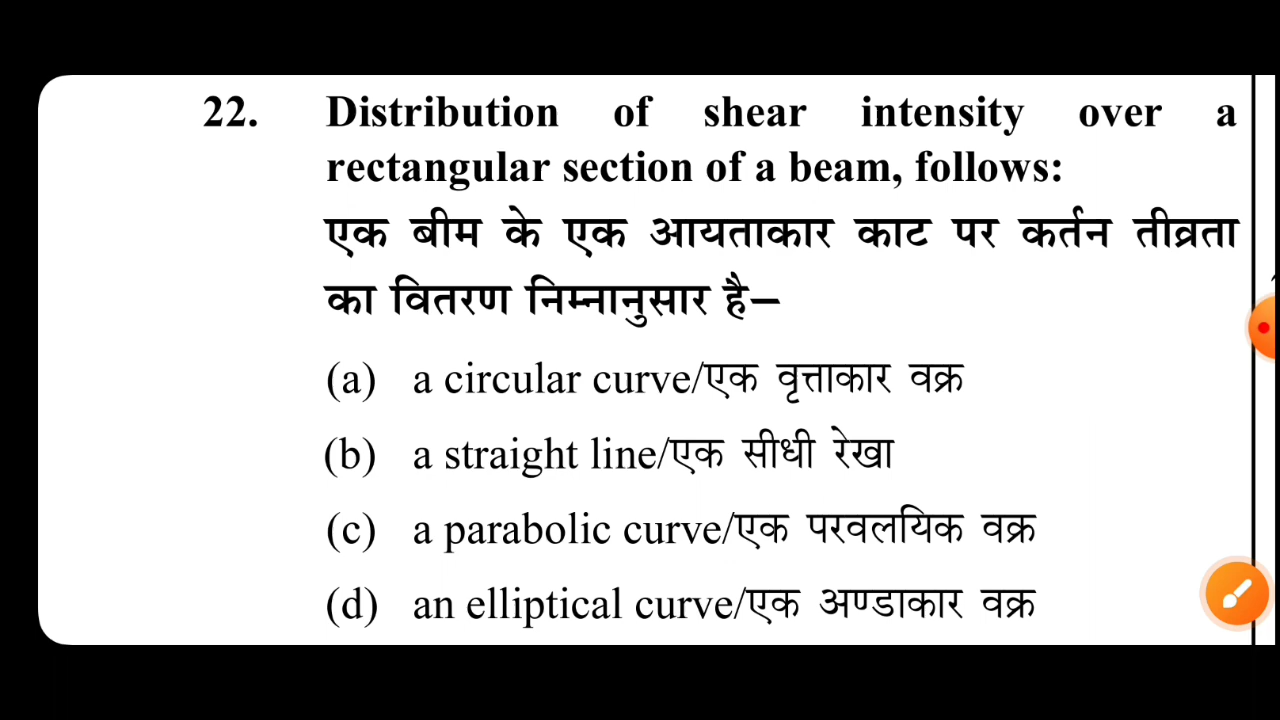 22. Distribution of shear intensity over a
rectangular section of a beam, follows:
एक बीम के एक आयताकार काट पर कर्तन तीव्रता
का वितरण निम्नानुसार है–
(a) a circular curve/एक वृत्ताकार वक्र
(b) a straight line/एक सीधी रेखा
(c) a parabolic curve/एक परवलयिक वक्र
(d) an elliptical curve/एक अण्डाकार वक्र